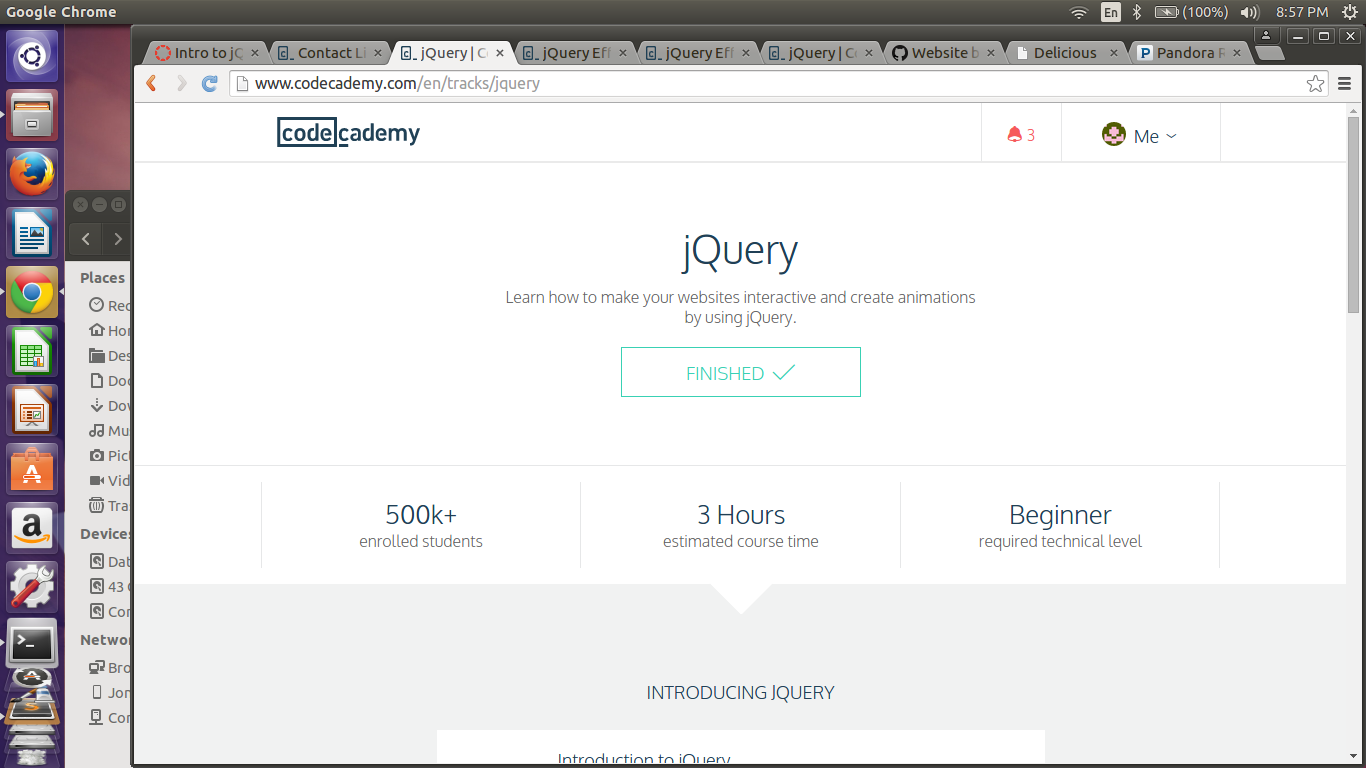 Google Chrome
En
(100%)
8:57 PM
Intro to jQ
Contact Li
jQuery | C
jQuery Eff
jQuery Eff
jQuery | C
Website b
Delicious
Pandora R
www.codecademy.com/en/tracks/jquery
codecademy
3
Me
jQuery
Learn how to make your websites interactive and create animations
by using jQuery.
FINISHED
500k+
enrolled students
3 Hours
estimated course time
Beginner
required technical level
INTRODUCING JQUERY
Introduction to jQuery
Places
Rec
Hor
Des
Doc
Dov
Mu
Pict
Vid
Tra
Devices
Dat
43
Cor
Networ
Bro
Jor
Cor